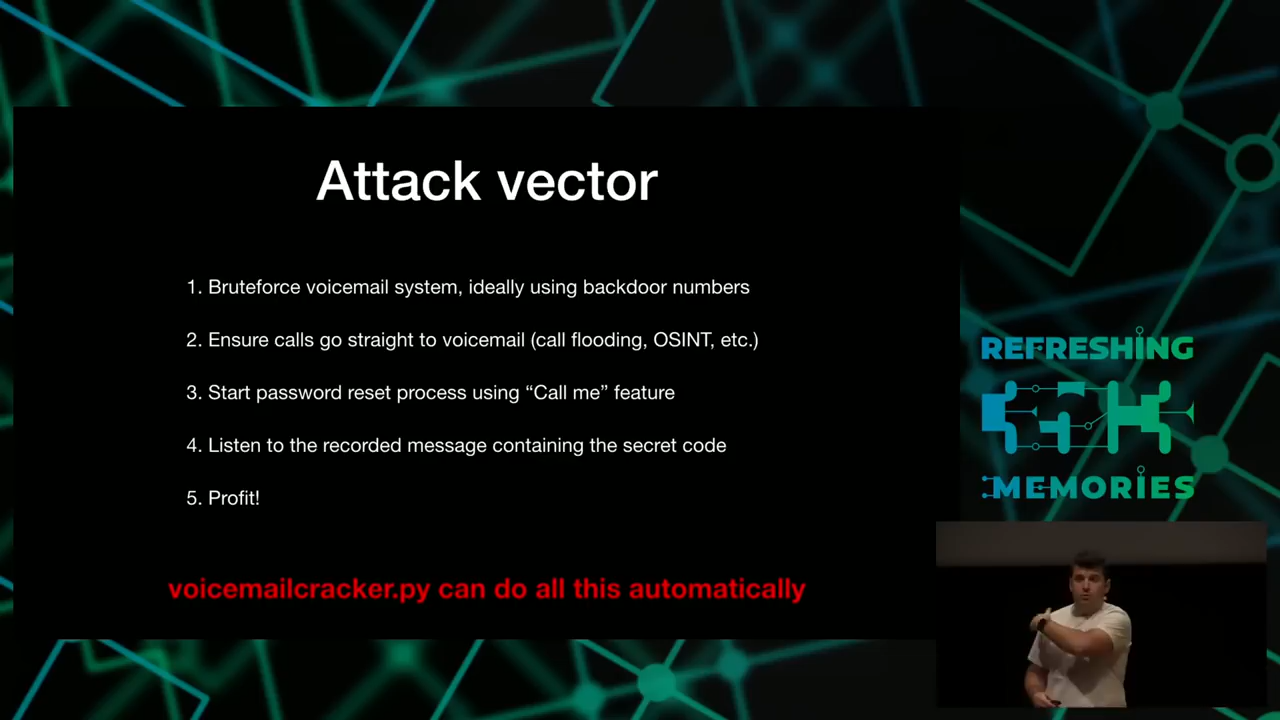 Attack vector
1. Bruteforce voicemail system, ideally using backdoor numbers
2. Ensure calls go straight to voicemail (call flooding, OSINT, etc.)
3. Start password reset process using “Call me” feature
4. Listen to the recorded message containing the secret code
5. Profit!
voicemailcracker.py can do all this automatically
REFRESHING
35C3
MEMORIES